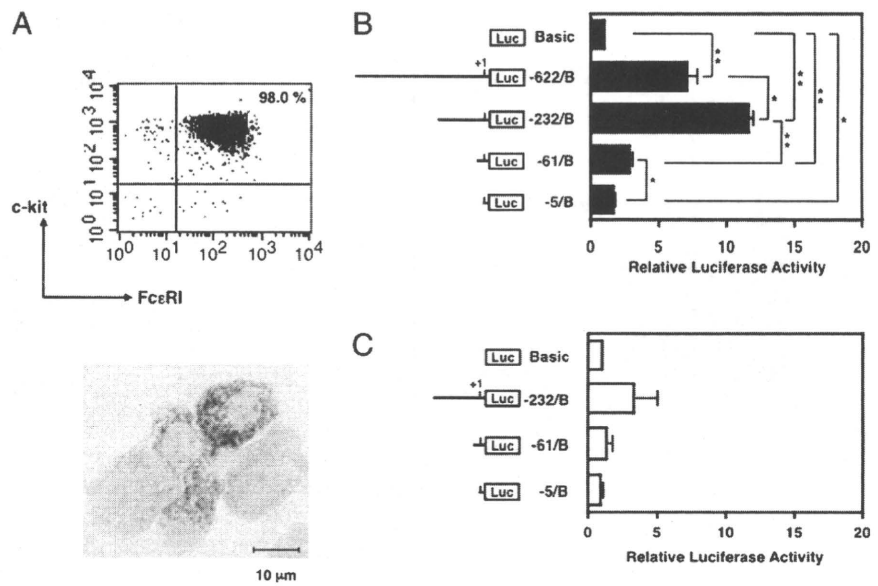 A
98.0 %
10⁰ 10¹ 10² 10³ 10⁴
c-kit
10⁰ 10¹ 10² 10³ 10⁴
FcεRI
10 µm
B
Luc Basic
+1
Luc -622/B
Luc -232/B
Luc -61/B
Luc -5/B
** * ** ** ** * *
0 5 10 15 20
Relative Luciferase Activity
C
Luc Basic
+1
Luc -232/B
Luc -61/B
Luc -5/B
0 5 10 15 20
Relative Luciferase Activity